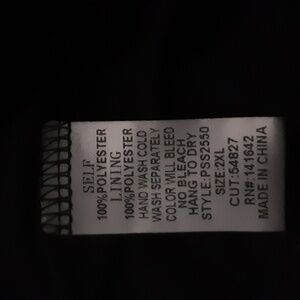 SELF
100%POLYESTER
LINING
100%POLYESTER
HAND WASH COLD
WASH SEPARATELY
COLOR WILL BLEED
NO BLEACH
HANG TO DRY
STYLE:PSS2550
SIZE:2XL
CUT:54827
RN#:141642
MADE IN CHINA